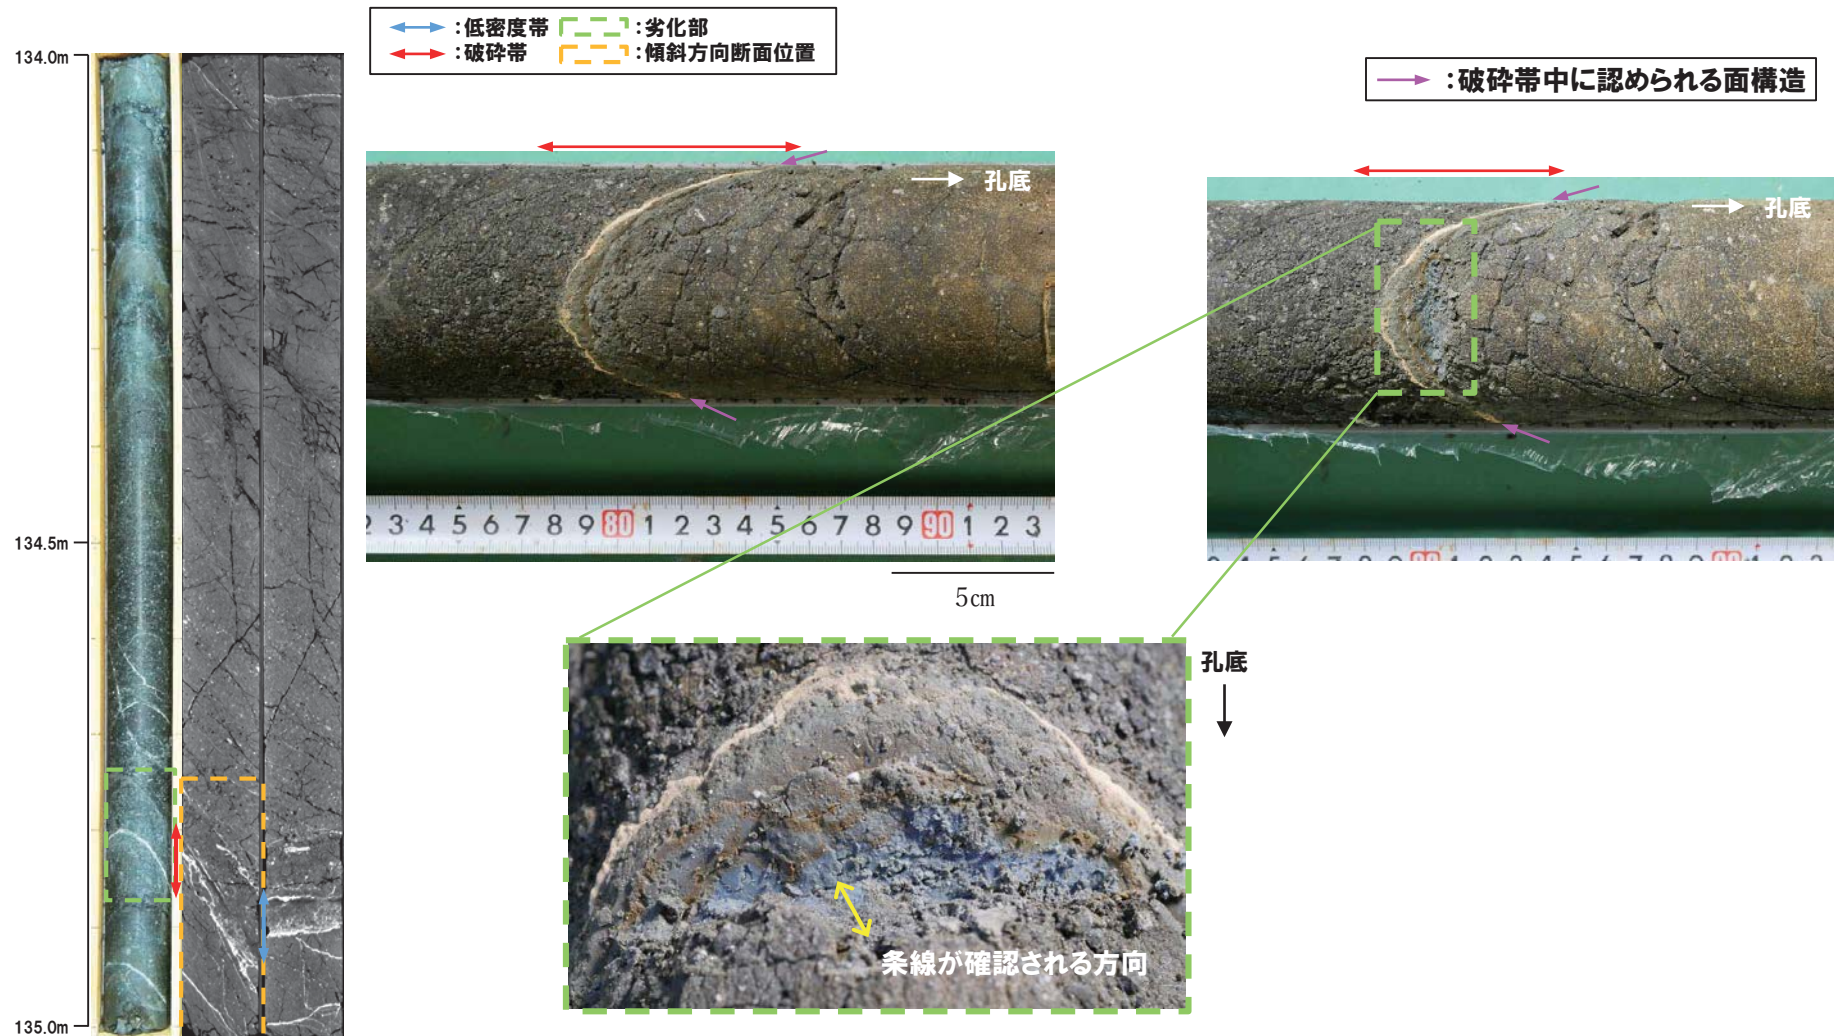 :低密度帯
:劣化部
:破砕帯
:傾斜方向断面位置
:破砕帯中に認められる面構造
134.0m
134.5m
135.0m
孔底
孔底
2 3 4 5 6 7 8 9 80 1 2 3 4 5 6 7 8 9 90 1 2 3
5cm
孔底
条線が確認される方向